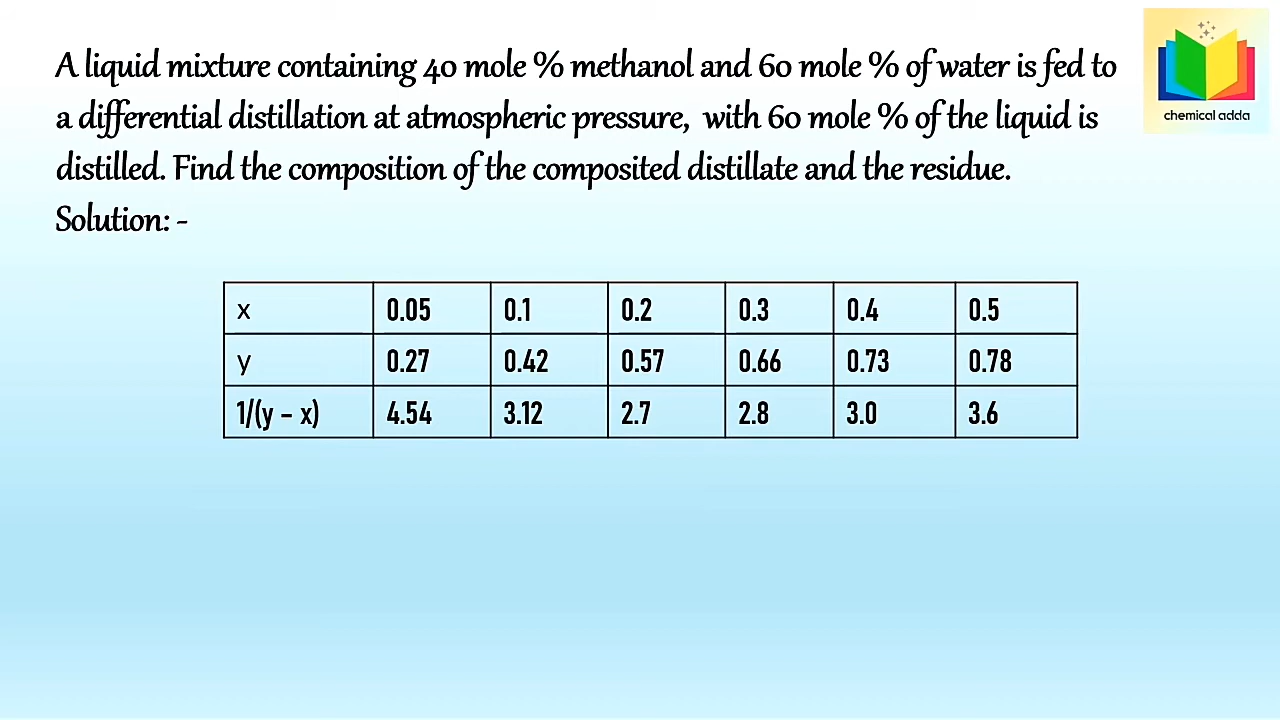 A liquid mixture containing 40 mole % methanol and 60 mole % of water is fed to
chemical adda
a differential distillation at atmospheric pressure, with 60 mole % of the liquid is
distilled. Find the composition of the composited distillate and the residue.
Solution: -
x 0.05 0.1 0.2 0.3 0.4 0.5
y 0.27 0.42 0.57 0.66 0.73 0.78
1/(y – x) 4.54 3.12 2.7 2.8 3.0 3.6